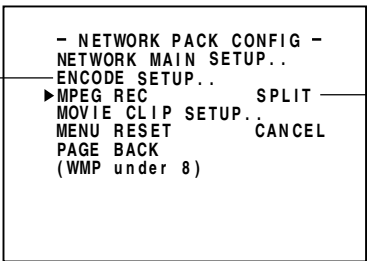 – NETWORK PACK CONFIG –
NETWORK MAIN SETUP..
ENCODE SETUP..
▶MPEG REC SPLIT
MOVIE CLIP SETUP..
MENU RESET CANCEL
PAGE BACK
(WMP under 8)